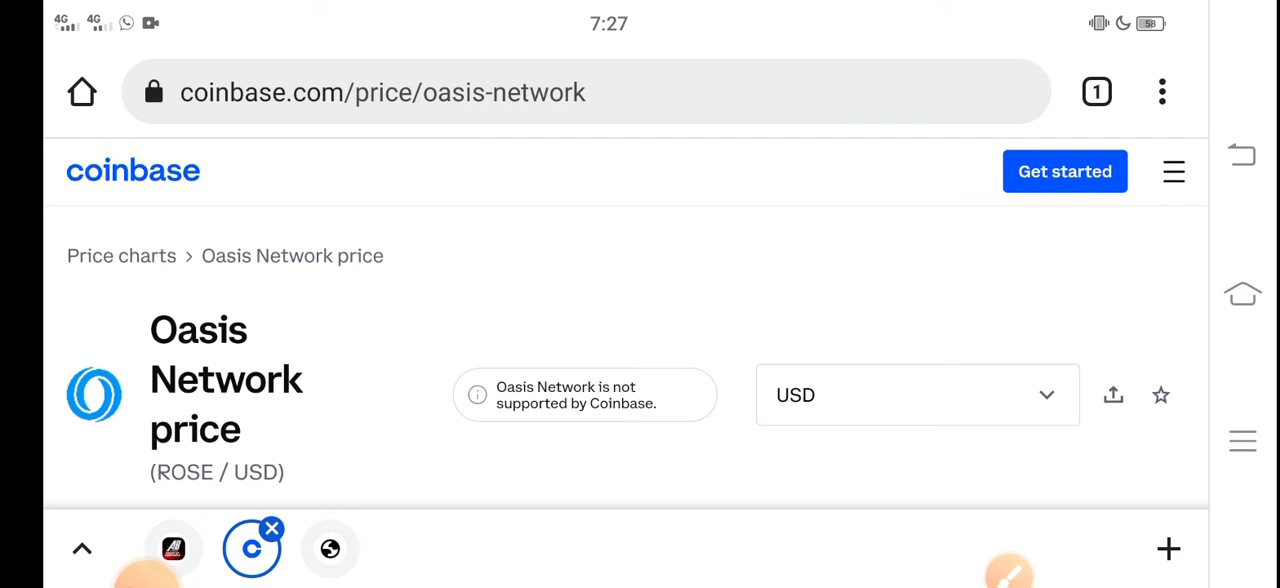 4G 4G 7:27 58
coinbase.com/price/oasis-network 1
coinbase Get started
Price charts > Oasis Network price
Oasis
Network
price
(ROSE / USD)
Oasis Network is not
supported by Coinbase.
USD